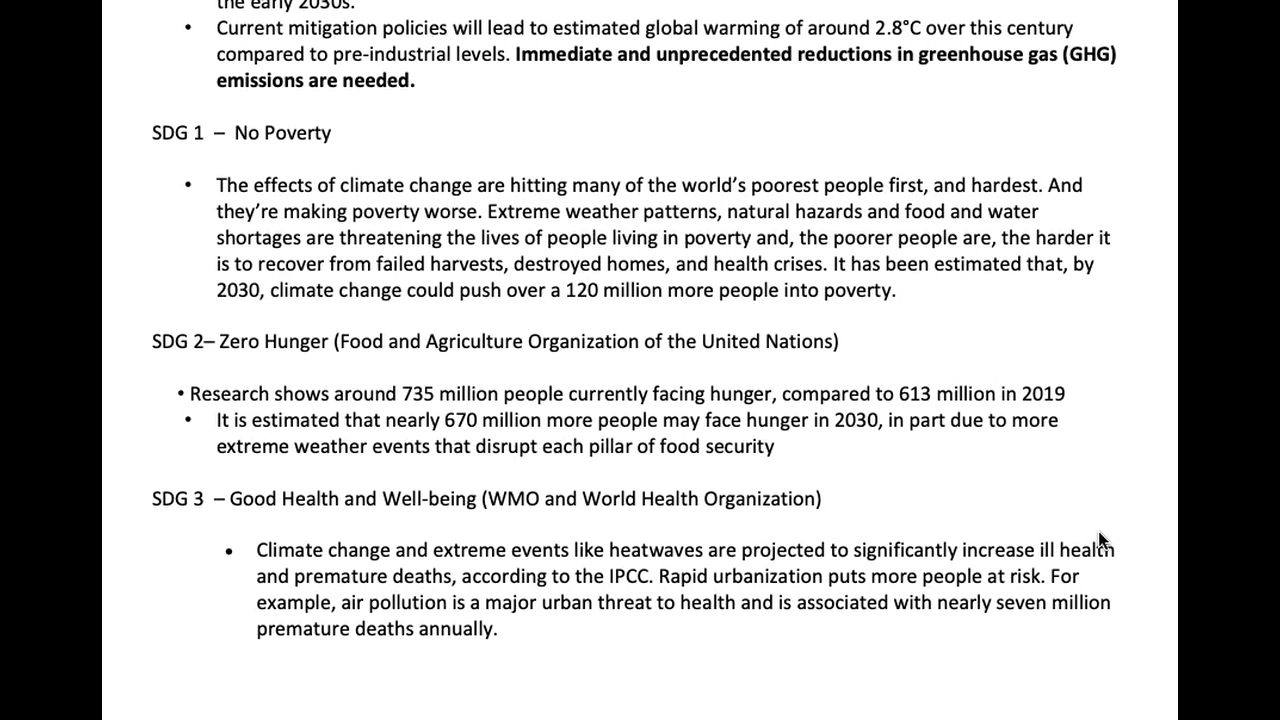 the early 2030s.
• Current mitigation policies will lead to estimated global warming of around 2.8°C over this century
compared to pre-industrial levels. Immediate and unprecedented reductions in greenhouse gas (GHG)
emissions are needed.
SDG 1 – No Poverty
• The effects of climate change are hitting many of the world's poorest people first, and hardest. And
they're making poverty worse. Extreme weather patterns, natural hazards and food and water
shortages are threatening the lives of people living in poverty and, the poorer people are, the harder it
is to recover from failed harvests, destroyed homes, and health crises. It has been estimated that, by
2030, climate change could push over a 120 million more people into poverty.
SDG 2– Zero Hunger (Food and Agriculture Organization of the United Nations)
• Research shows around 735 million people currently facing hunger, compared to 613 million in 2019
• It is estimated that nearly 670 million more people may face hunger in 2030, in part due to more
extreme weather events that disrupt each pillar of food security
SDG 3 – Good Health and Well-being (WMO and World Health Organization)
• Climate change and extreme events like heatwaves are projected to significantly increase ill health
and premature deaths, according to the IPCC. Rapid urbanization puts more people at risk. For
example, air pollution is a major urban threat to health and is associated with nearly seven million
premature deaths annually.